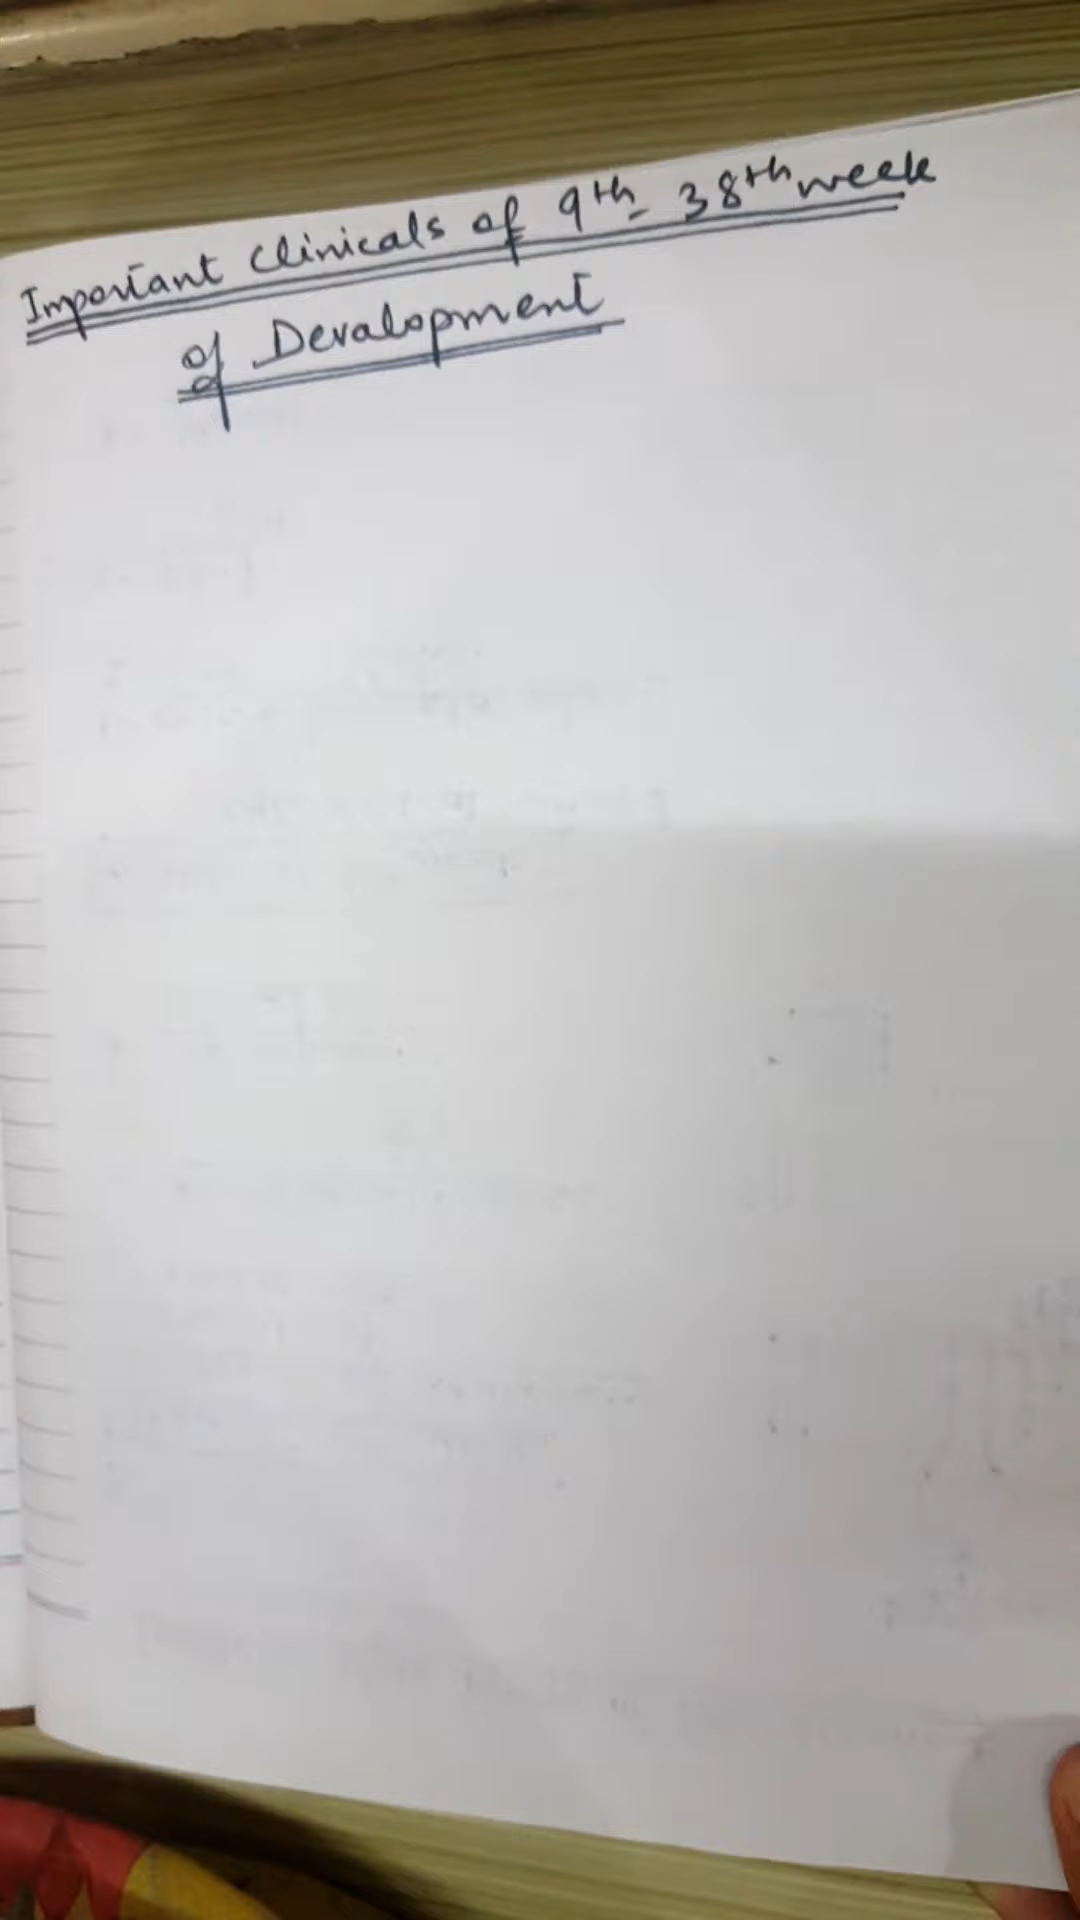 Important Clinicals of 9th - 38th week
of Devalopment